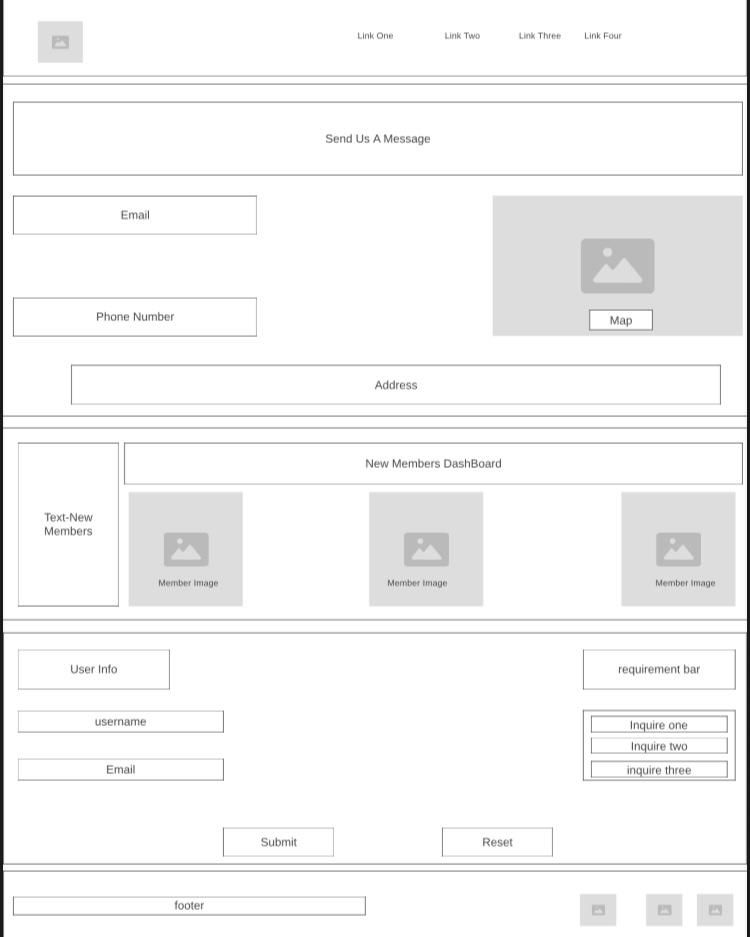 Link One
Link Two
Link Three
Link Four
Send Us A Message
Email
Phone Number
Map
Address
Text-New
Members
New Members DashBoard
Member Image
Member Image
Member Image
User Info
username
Email
requirement bar
Inquire one
Inquire two
inquire three
Submit
Reset
footer